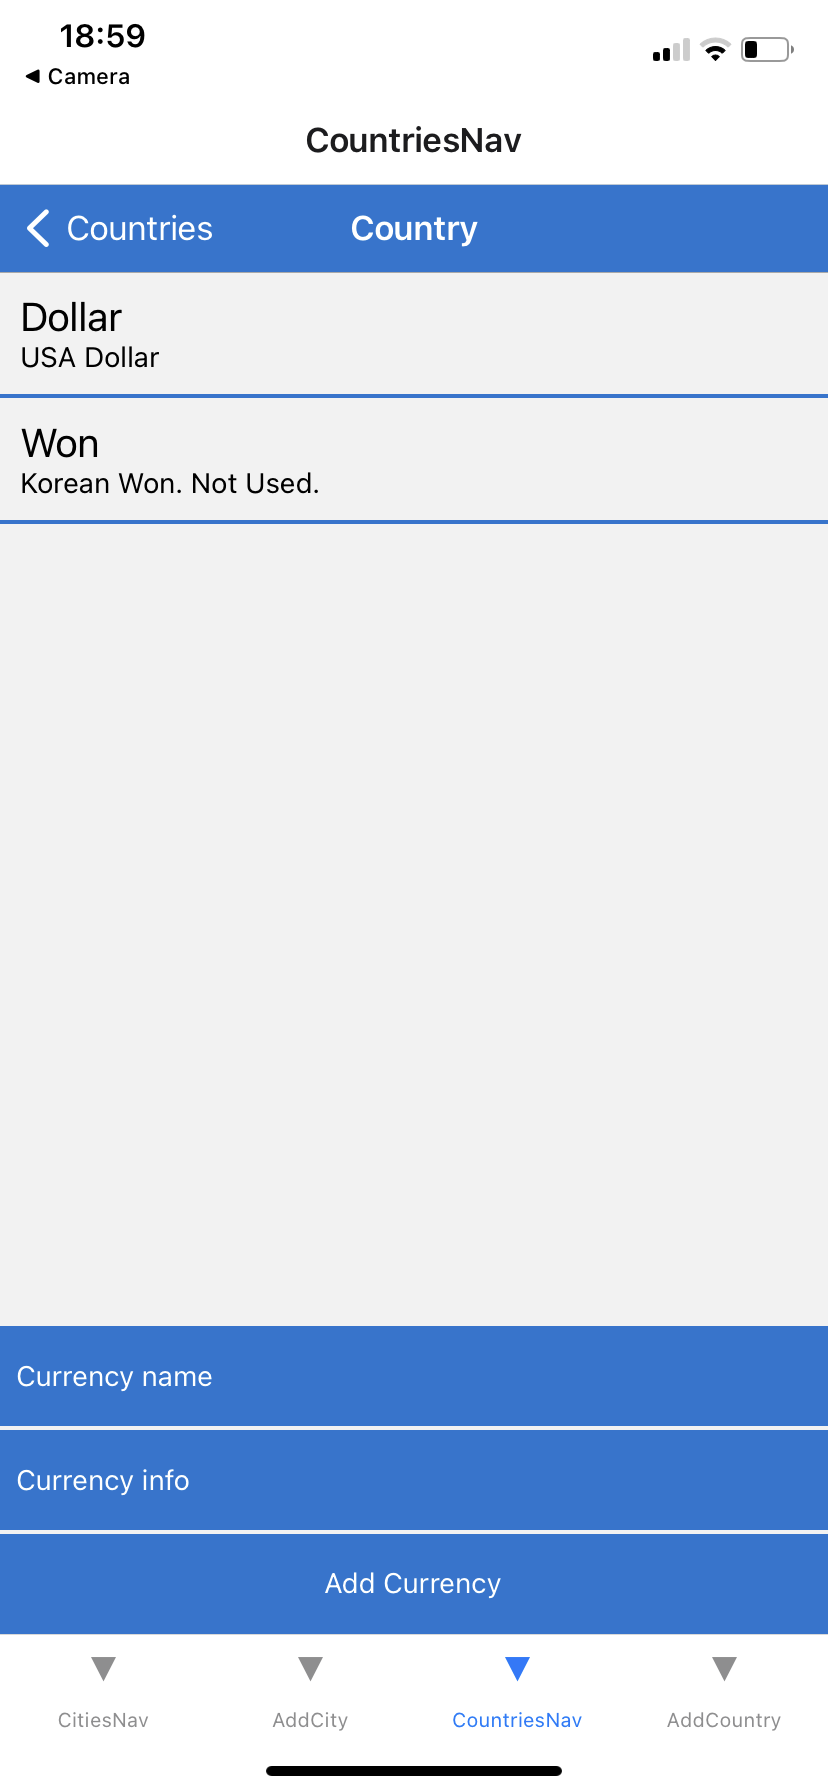 18:59
◀ Camera
CountriesNav
Countries
Country
Dollar
USA Dollar
Won
Korean Won. Not Used.
Currency name
Currency info
Add Currency
CitiesNav
AddCity
CountriesNav
AddCountry